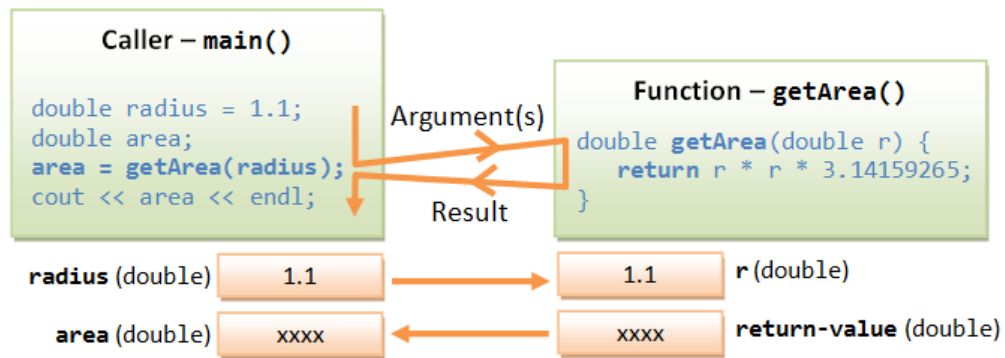 Caller – main()
double radius = 1.1;
double area;
area = getArea(radius);
cout << area << endl;
Argument(s)
Result
Function – getArea()
double getArea(double r) {
return r * r * 3.14159265;
}
radius (double) 1.1 1.1 r (double)
area (double) xxxx xxxx return-value (double)